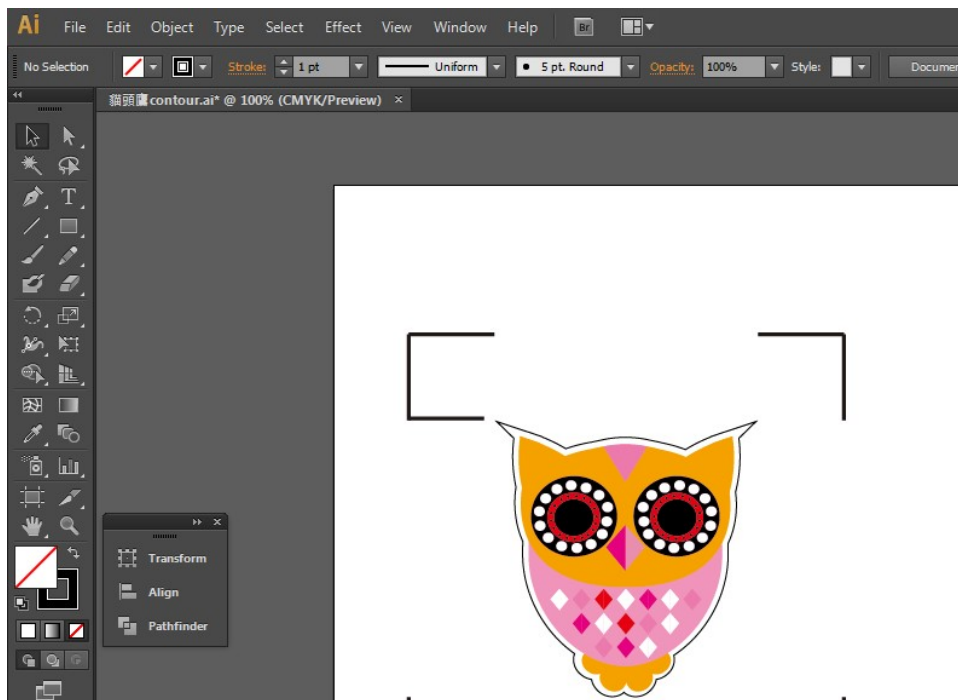 Ai File Edit Object Type Select Effect View Window Help Br
No Selection Stroke: 1 pt Uniform 5 pt. Round Opacity: 100% Style: Documen
貓頭鷹contour.ai* @ 100% (CMYK/Preview) ×
T
Transform
Align
Pathfinder